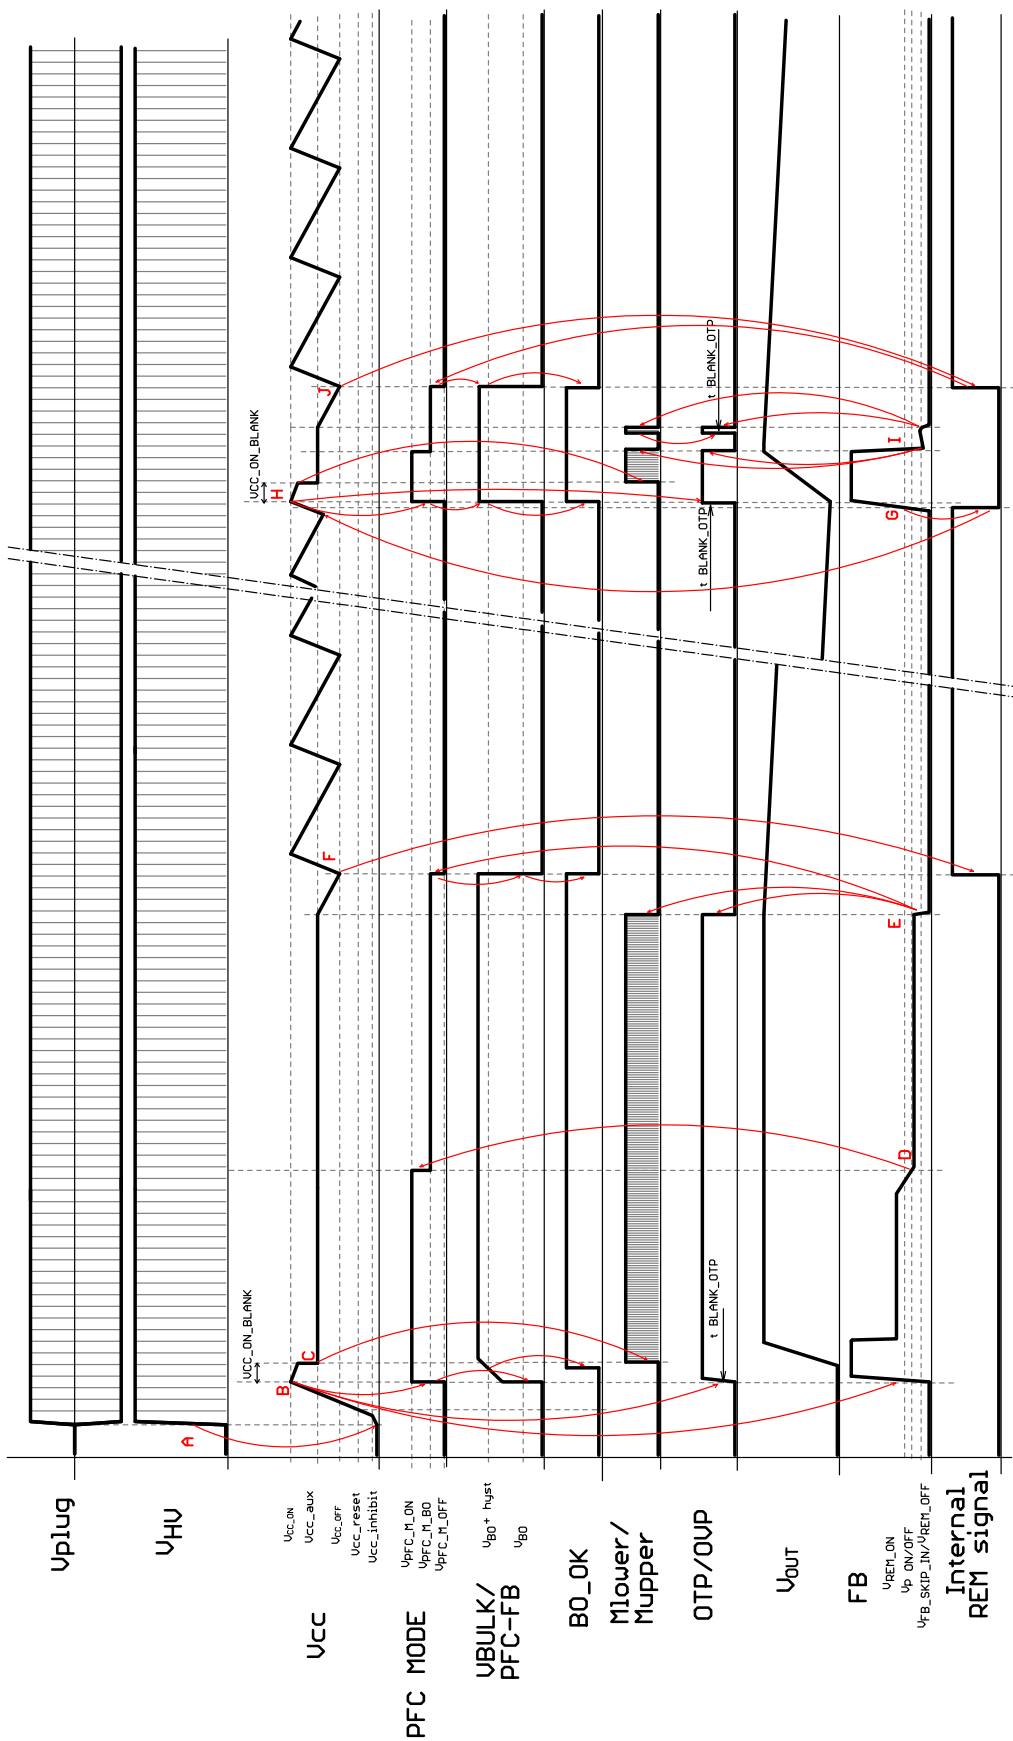 Vplug
VHV
VCC_ON
Vcc_aux
VCC_OFF
Vcc_reset
Vcc_inhibit
Vcc
VPFC_M_ON
VPFC_M_BO
VPFC_M_OFF
PFC MODE
VBO+ hyst
VBO
VBULK/
PFC-FB
BO_OK
Mlower/
Mupper
OTP/OVP
VOUT
FB
VREM_ON
VP ON/OFF
VFB_SKIP_IN/VREM_OFF
Internal
REM signal
A
B
C
VCC_ON_BLANK
t BLANK_OTP
D
E
F
G
H
VCC_ON_BLANK
t BLANK_OTP
I
J
t BLANK_OTP